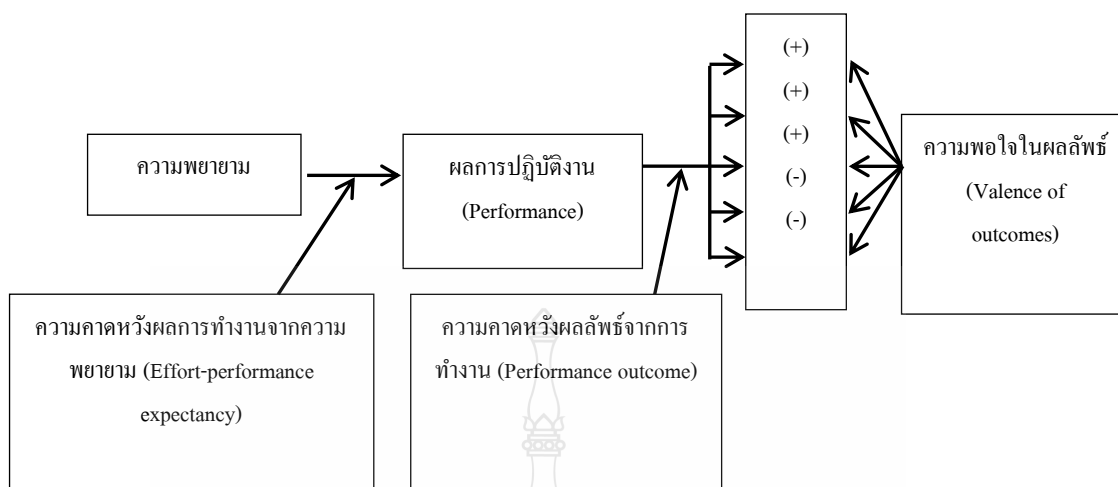 ความพยายาม
ผลการปฏิบัติงาน
(Performance)
(+)
(+)
(+)
(-)
(-)
ความพอใจในผลลัพธ์
(Valence of
outcomes)
ความคาดหวังผลการทำงานจากความ
พยายาม (Effort-performance
expectancy)
ความคาดหวังผลลัพธ์จากการ
ทำงาน (Performance outcome)